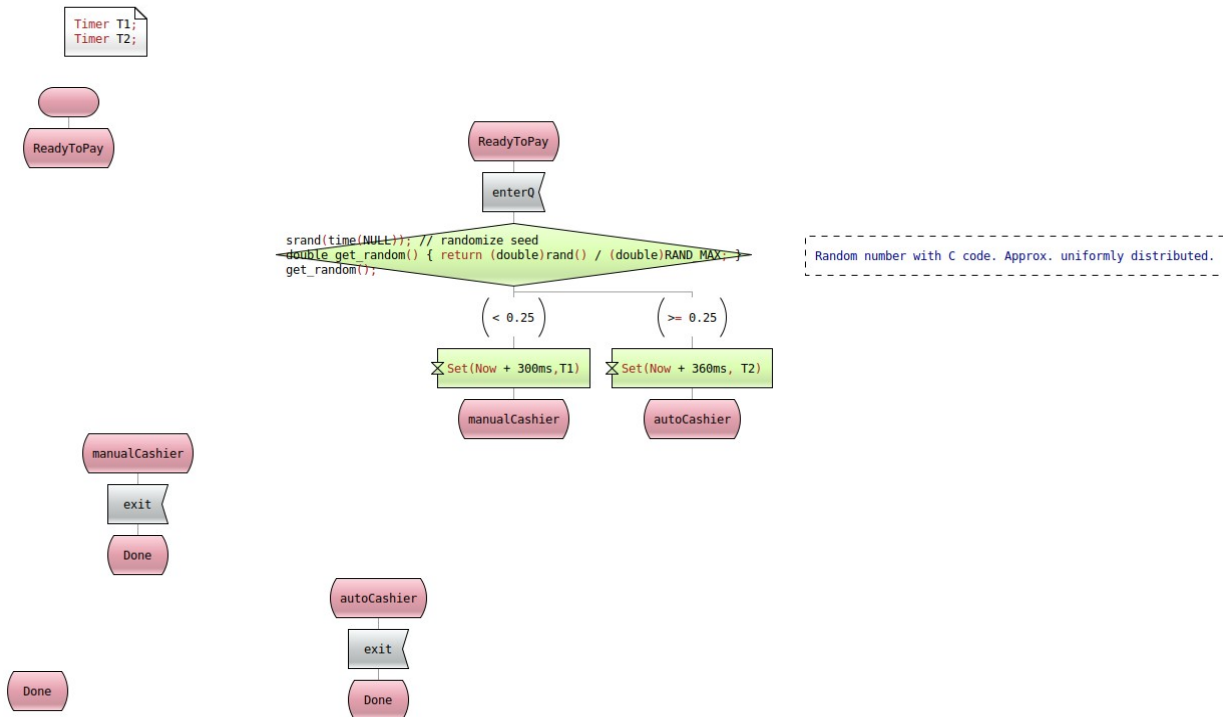 Timer T1;
Timer T2;
ReadyToPay
ReadyToPay
enterQ
srand(time(NULL)); // randomize seed
double get_random() { return (double)rand() / (double)RAND_MAX; }
get_random();
Random number with C code. Approx. uniformly distributed.
< 0.25
>= 0.25
Set(Now + 300ms,T1)
Set(Now + 360ms, T2)
manualCashier
autoCashier
manualCashier
exit
Done
autoCashier
exit
Done
Done